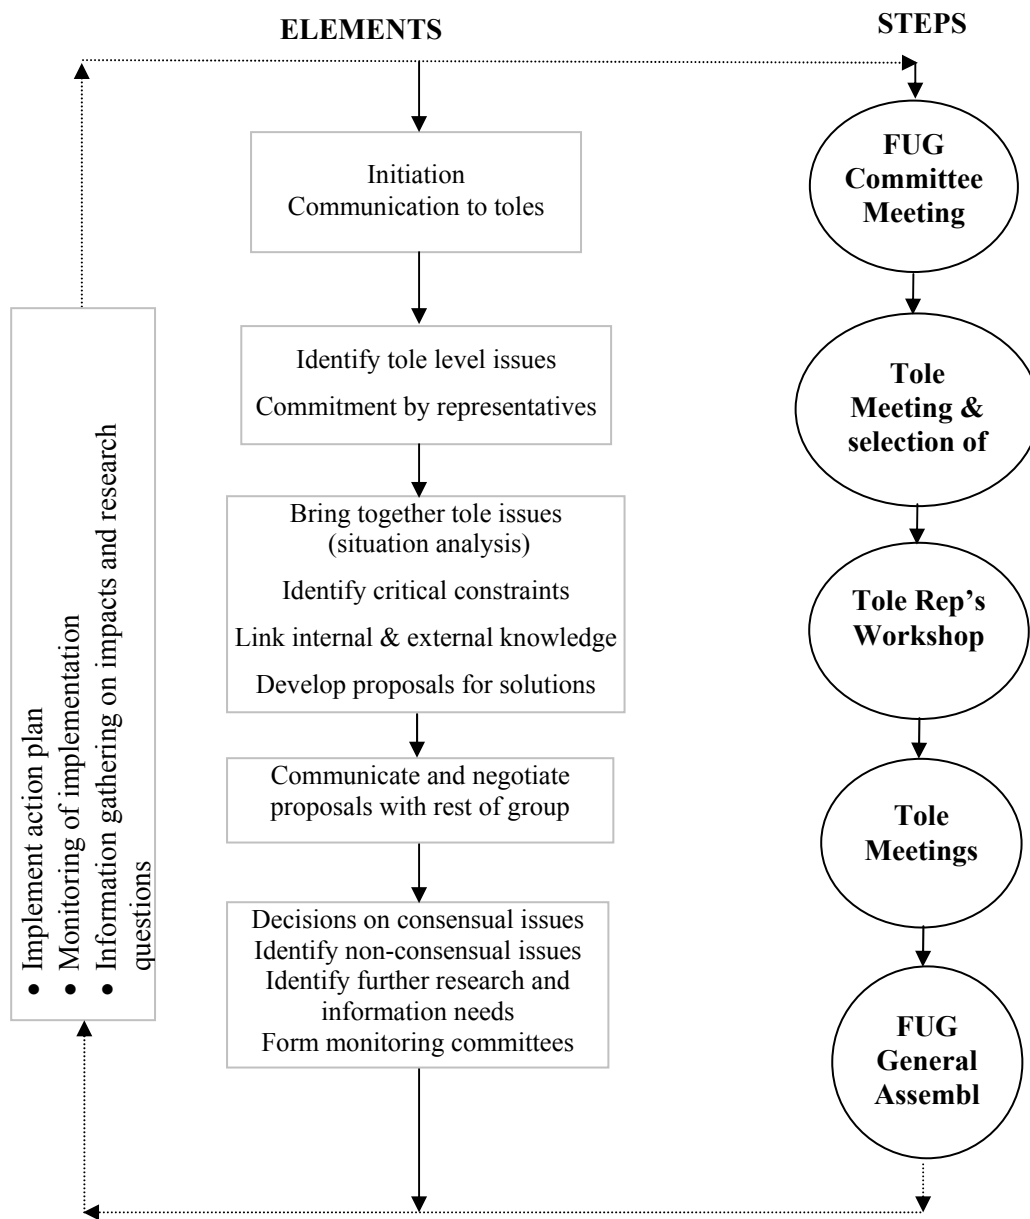 ELEMENTS
STEPS
Initiation
Communication to toles
Identify tole level issues
Commitment by representatives
Bring together tole issues
(situation analysis)
Identify critical constraints
Link internal & external knowledge
Develop proposals for solutions
Communicate and negotiate
proposals with rest of group
Decisions on consensual issues
Identify non-consensual issues
Identify further research and
information needs
Form monitoring committees
FUG
Committee
Meeting
Tole
Meeting &
selection of
Tole Rep's
Workshop
Tole
Meetings
FUG
General
Assembl
• Implement action plan
• Monitoring of implementation
• Information gathering on impacts and research
questions